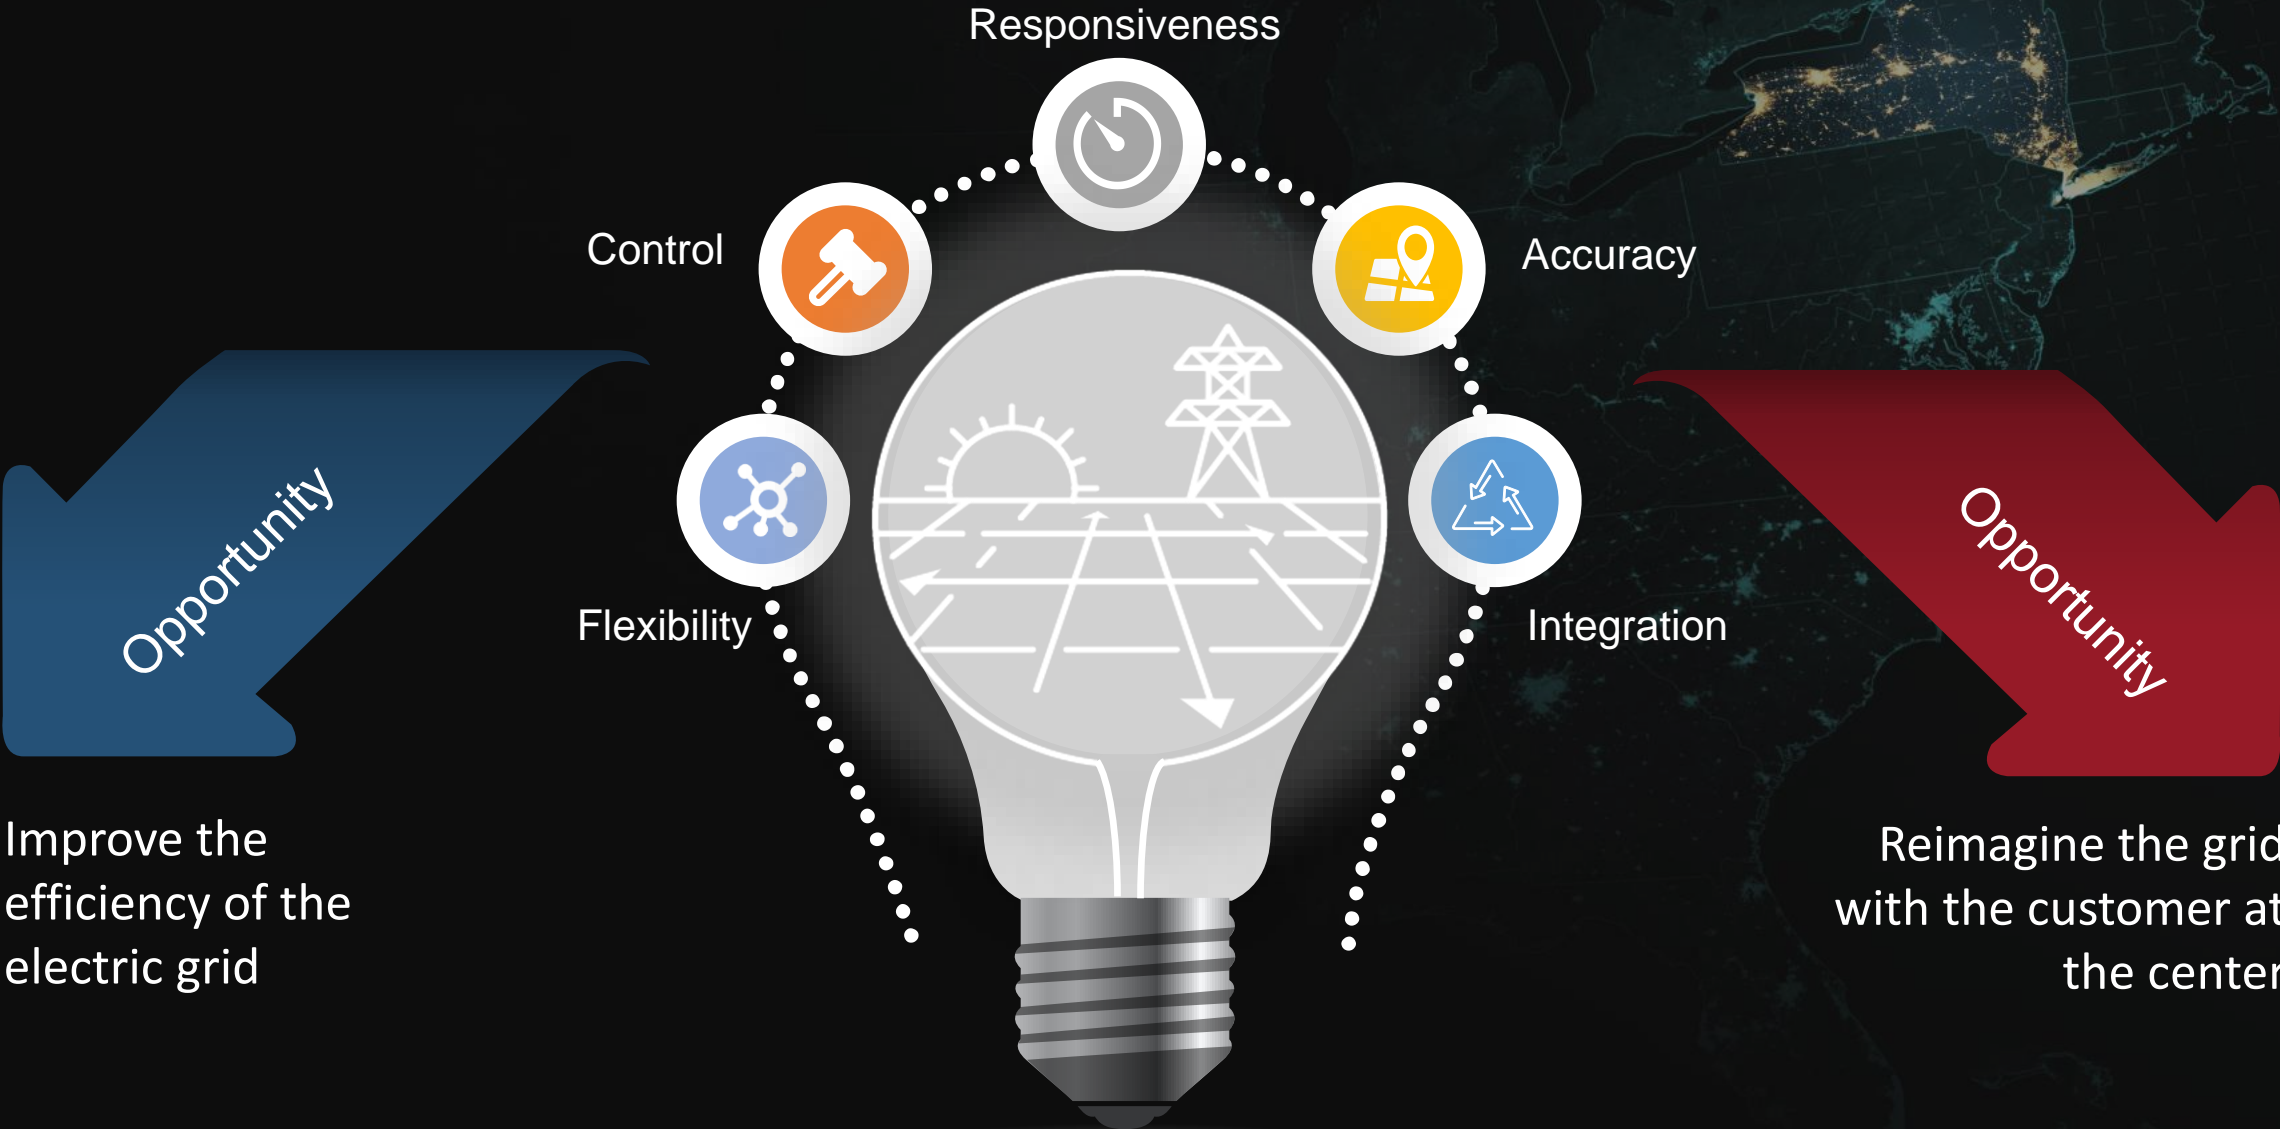 Responsiveness
Control
Accuracy
Flexibility
Integration
Opportunity
Opportunity
Improve the
efficiency of the
electric grid
Reimagine the grid
with the customer at
the center